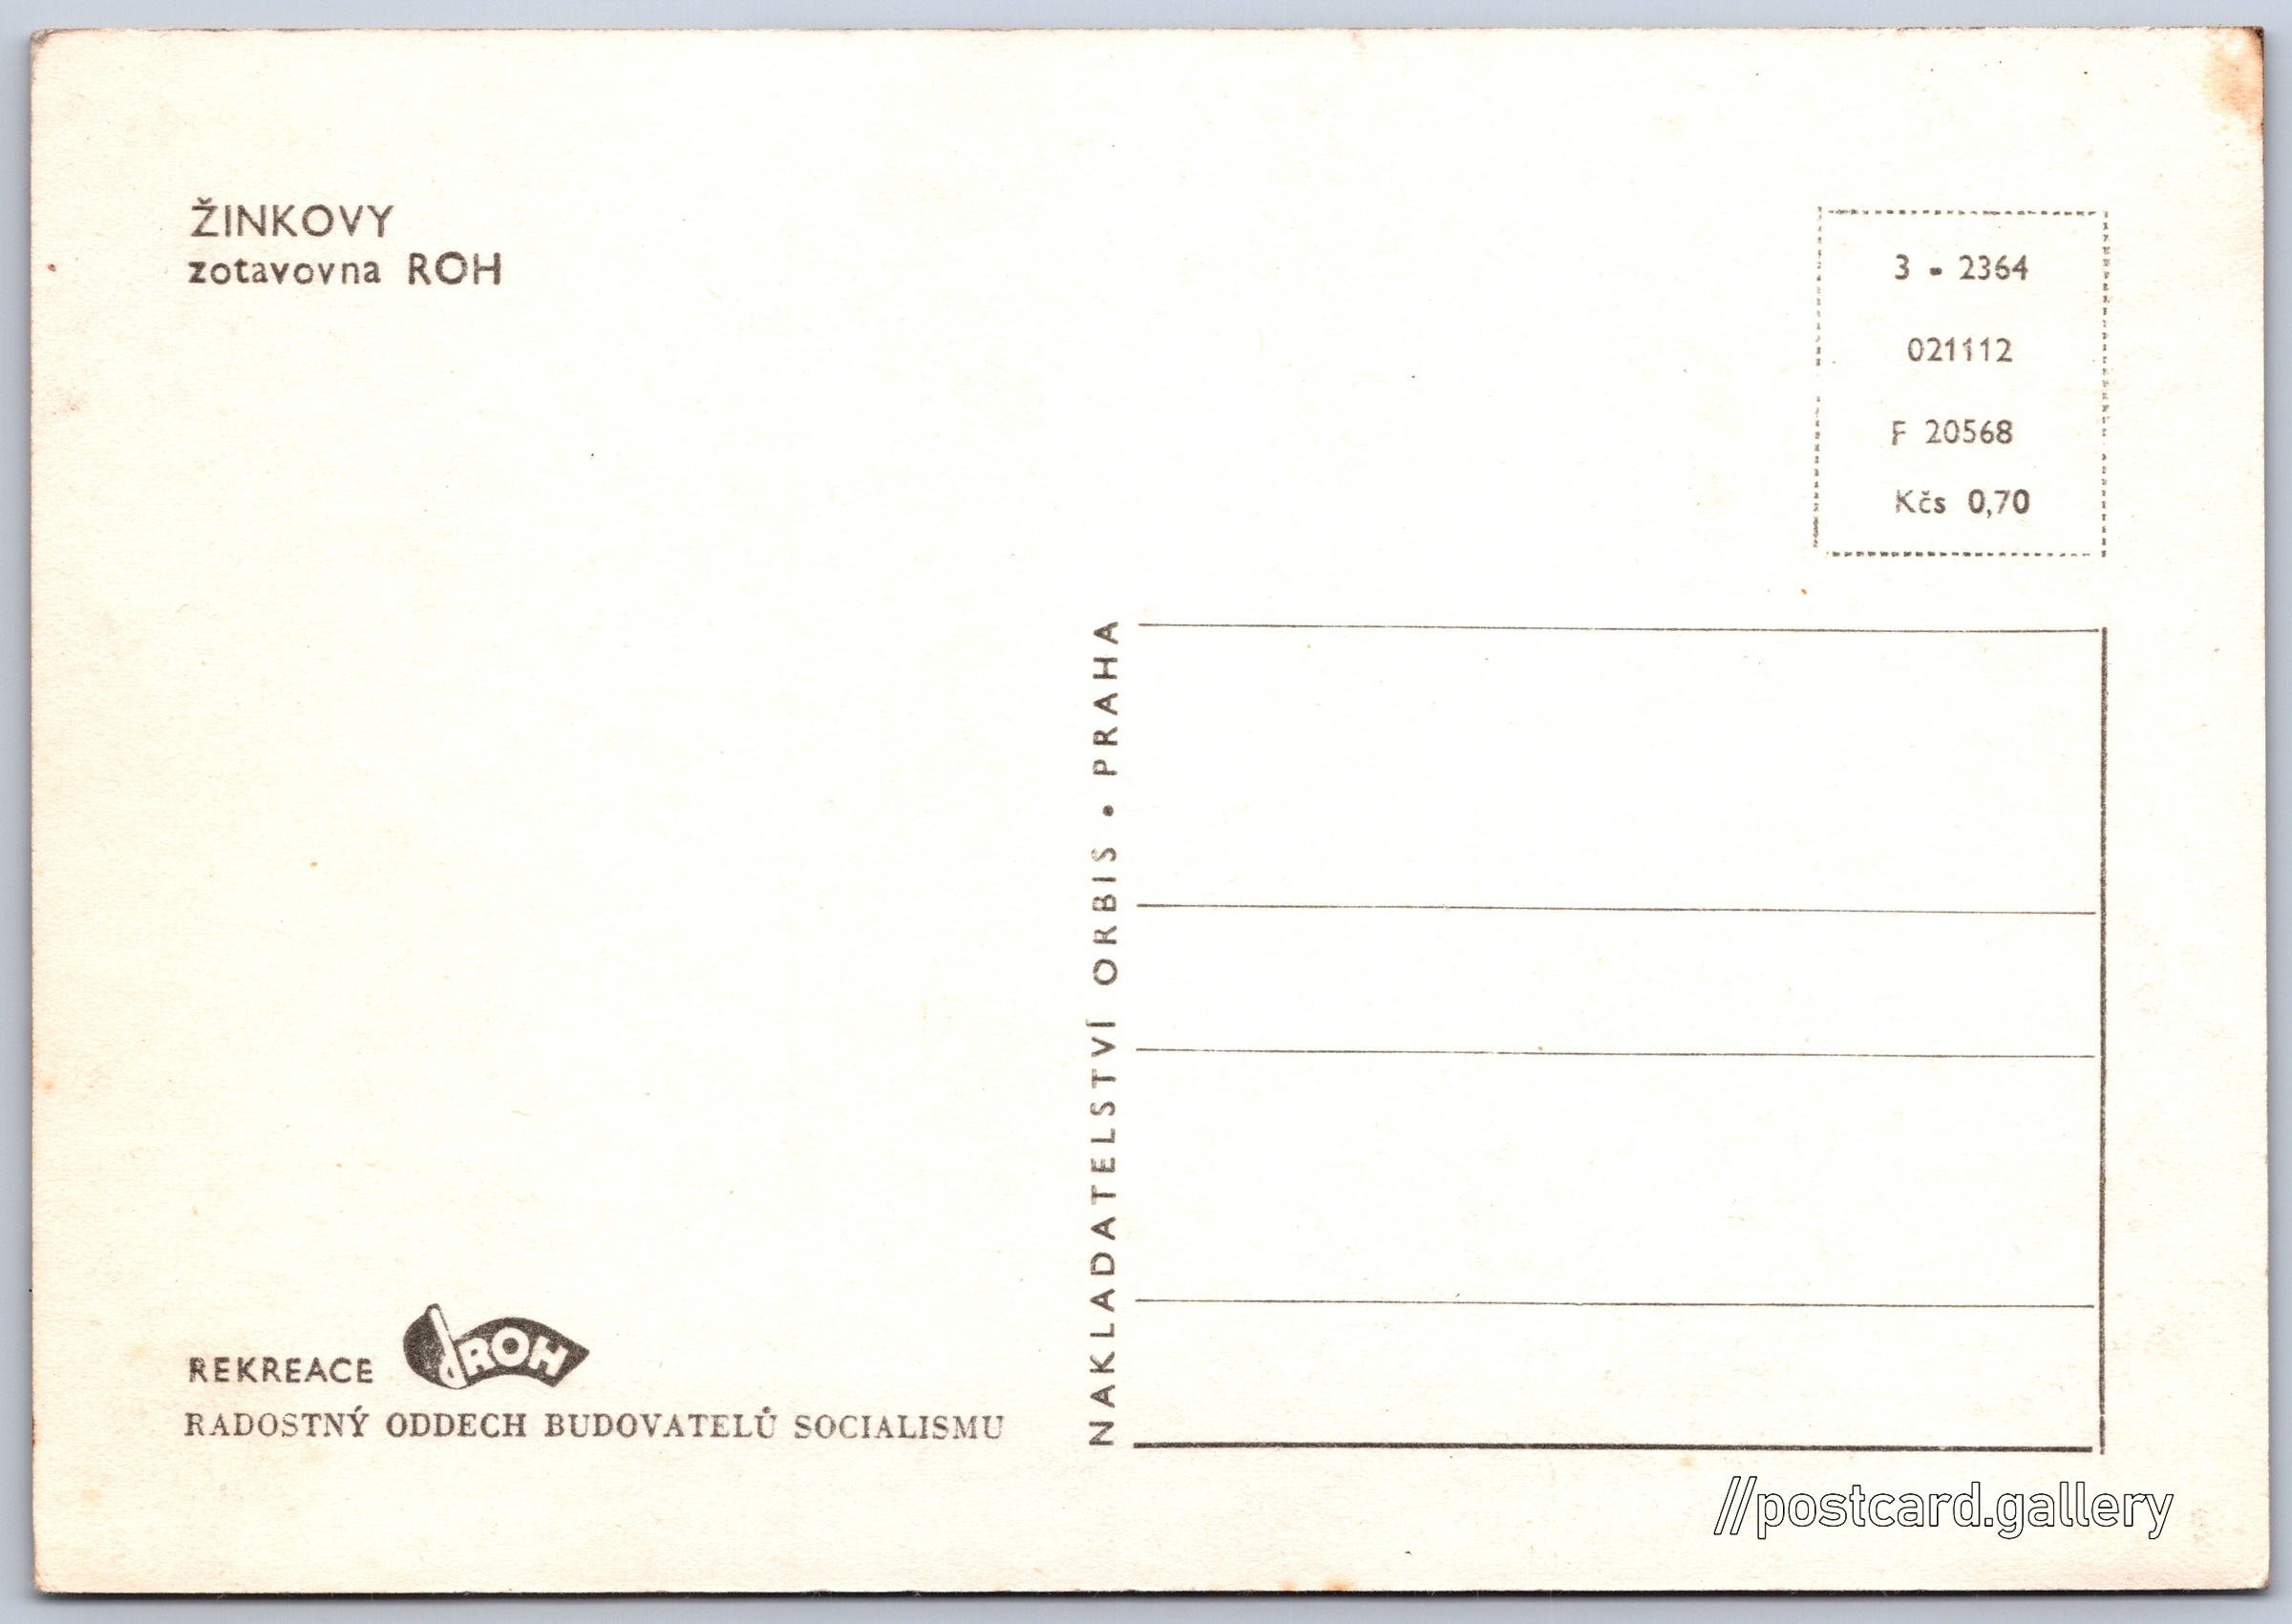 ŽINKOVY
zotavovna ROH
3 - 2364
021112
F 20568
Kčs 0,70
NAKLADATELSTVÍ ORBIS • PRAHA
REKREACE ROH
RADOSTNÝ ODDECH BUDOVATELŮ SOCIALISMU
//postcard.gallery